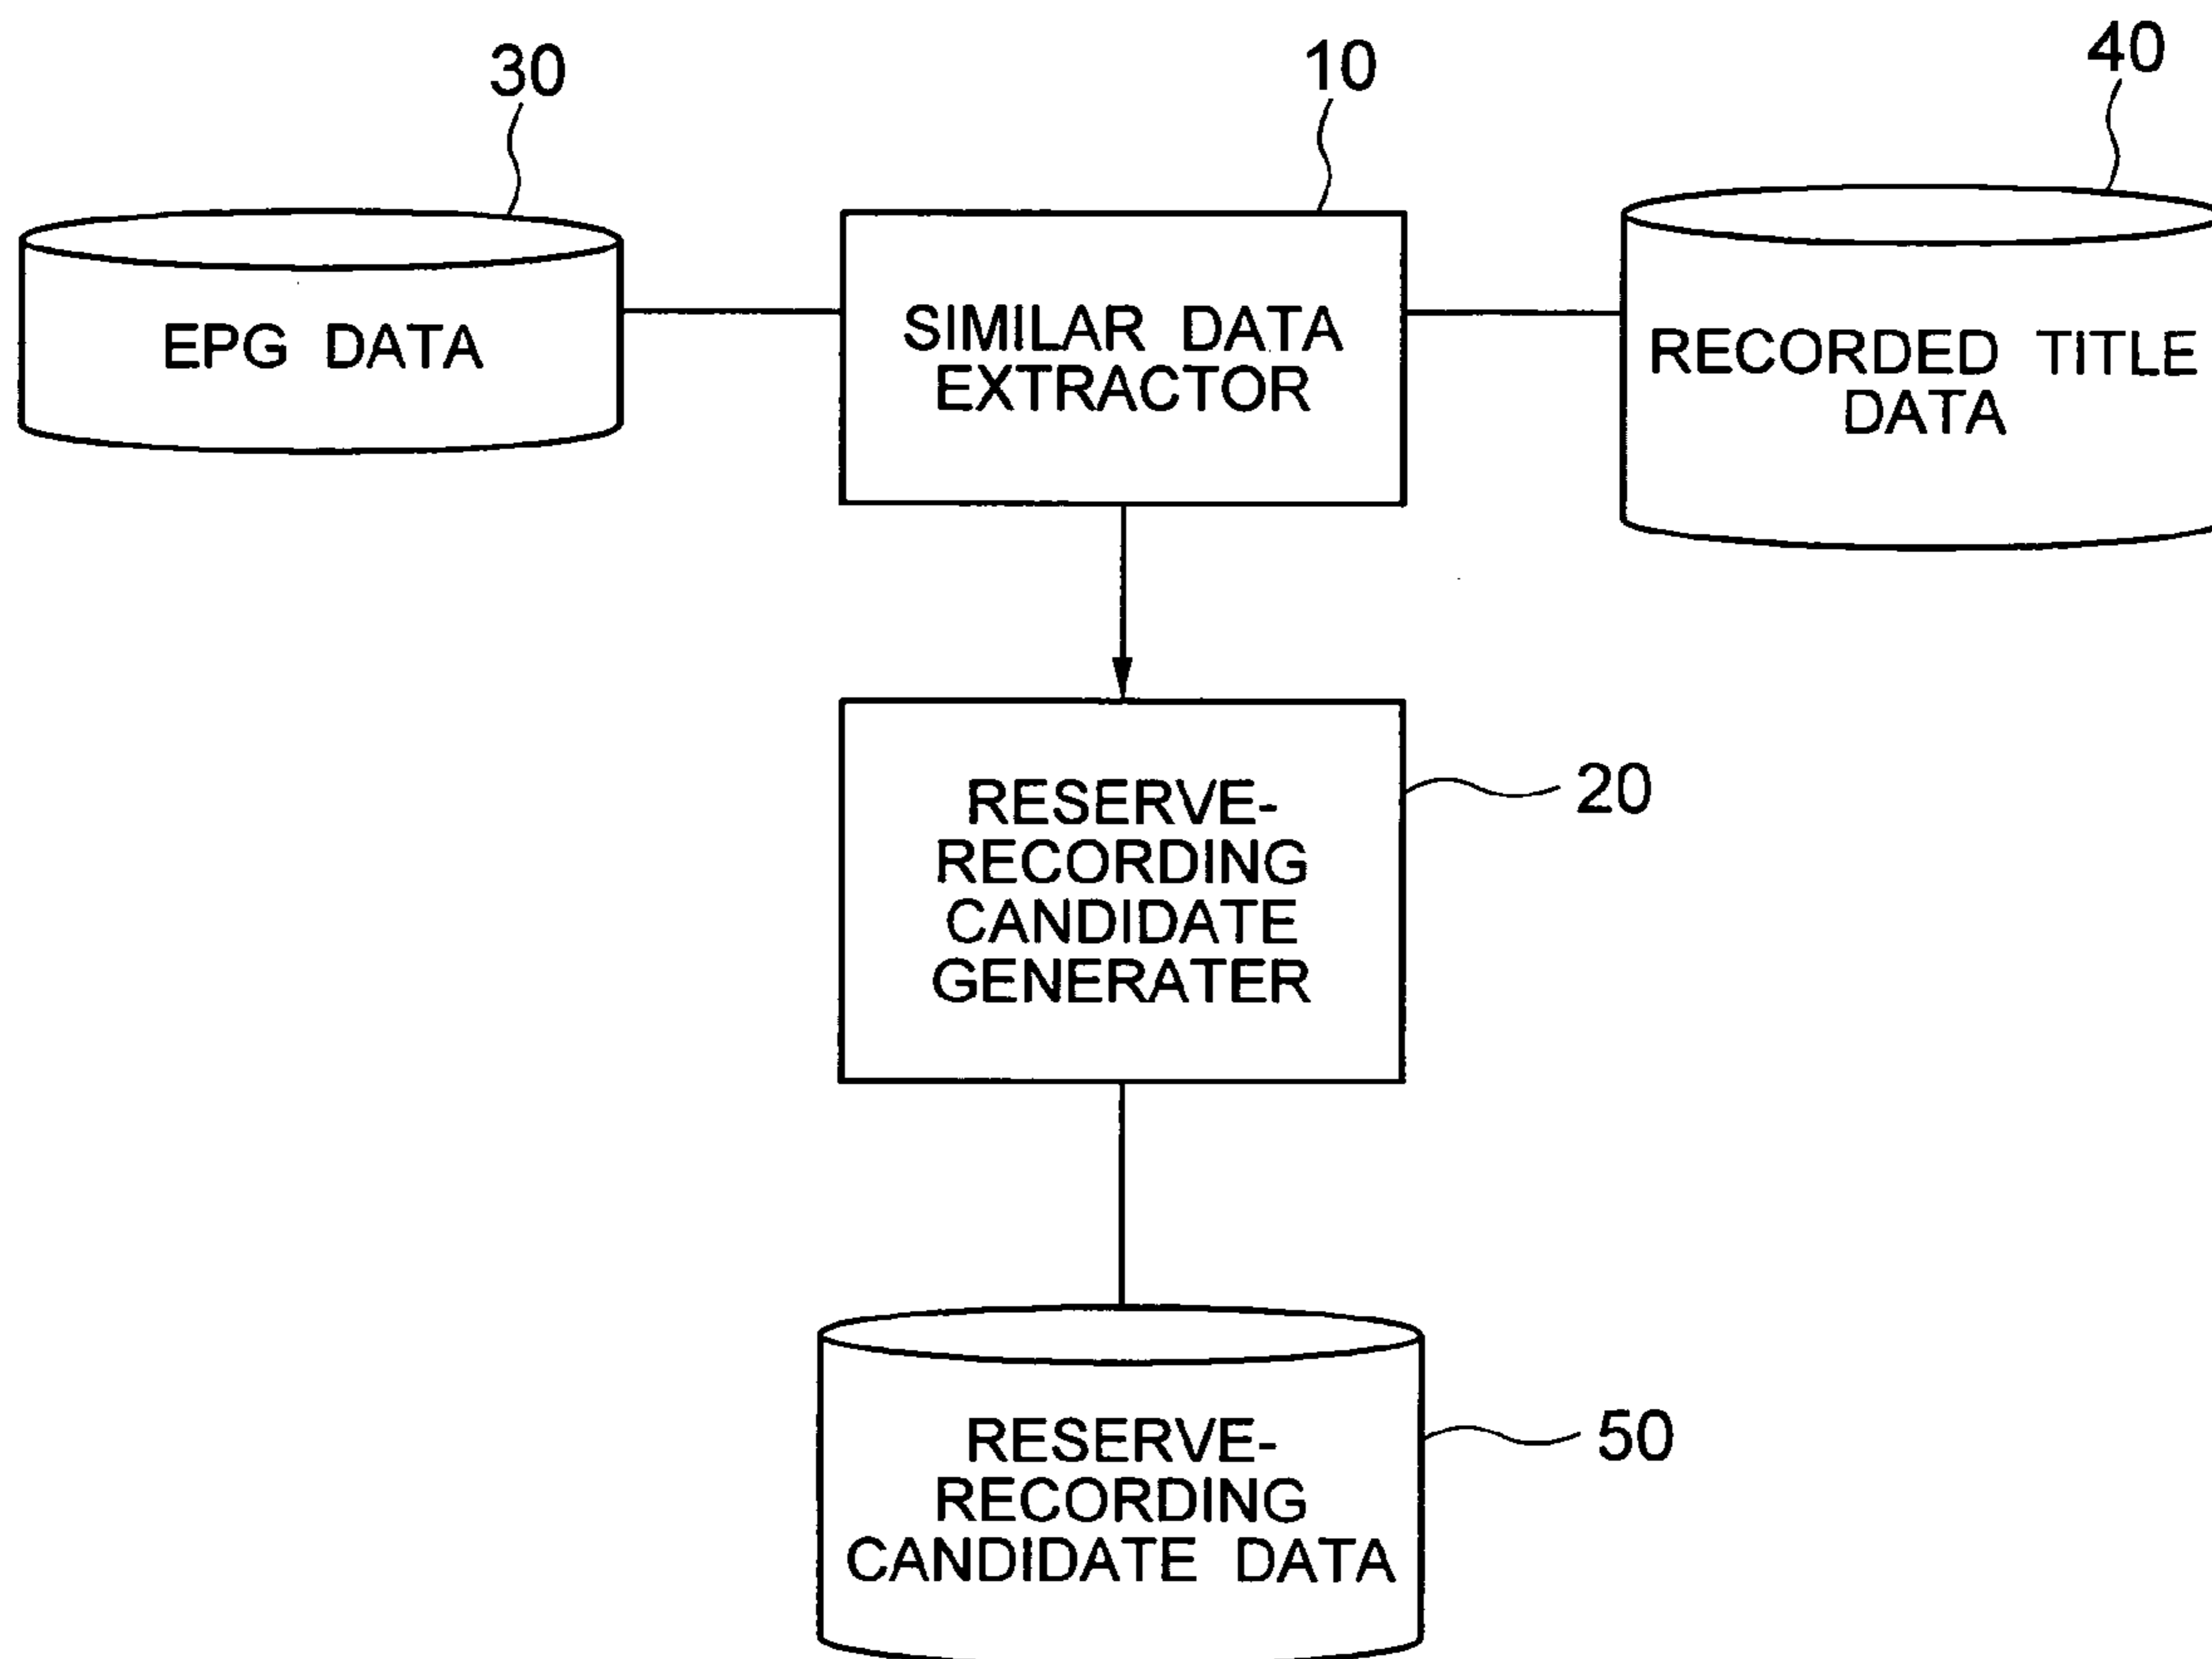 30
10
40
EPG DATA
SIMILAR DATA
EXTRACTOR
RECORDED TITLE
DATA
RESERVE-
RECORDING
CANDIDATE
GENERATER
20
RESERVE-
RECORDING
CANDIDATE DATA
50